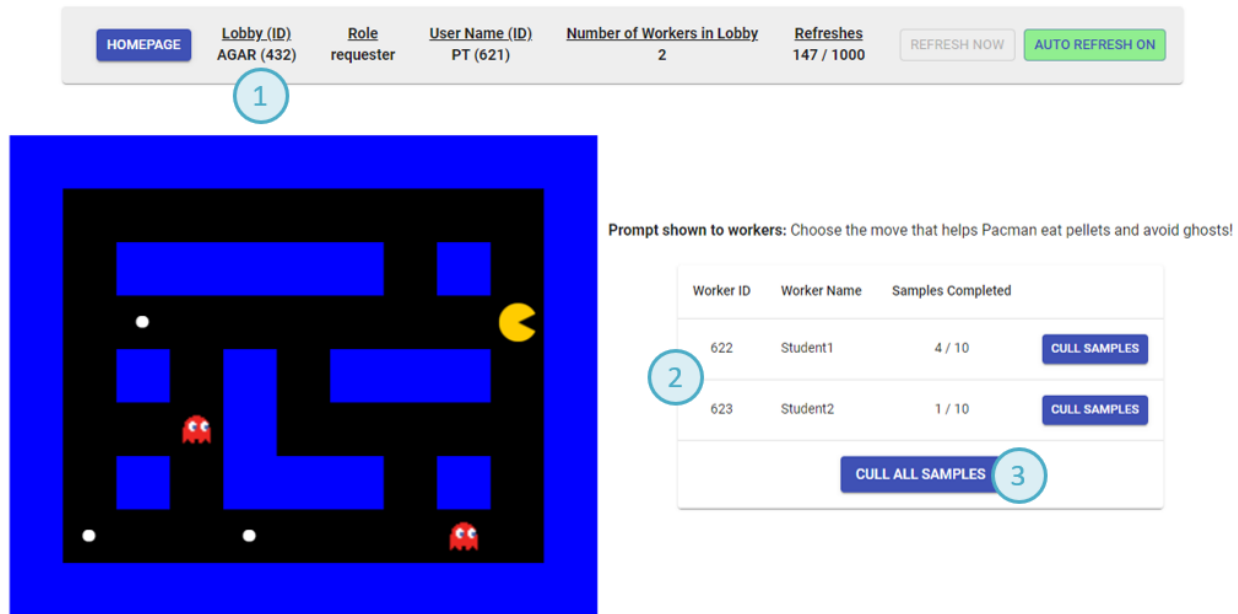 HOMEPAGE
Lobby (ID) Role User Name (ID) Number of Workers in Lobby Refreshes
AGAR (432) requester PT (621) 2 147 / 1000
REFRESH NOW
AUTO REFRESH ON
1
Prompt shown to workers: Choose the move that helps Pacman eat pellets and avoid ghosts!
Worker ID Worker Name Samples Completed
622 Student1 4 / 10 CULL SAMPLES
2
623 Student2 1 / 10 CULL SAMPLES
CULL ALL SAMPLES 3